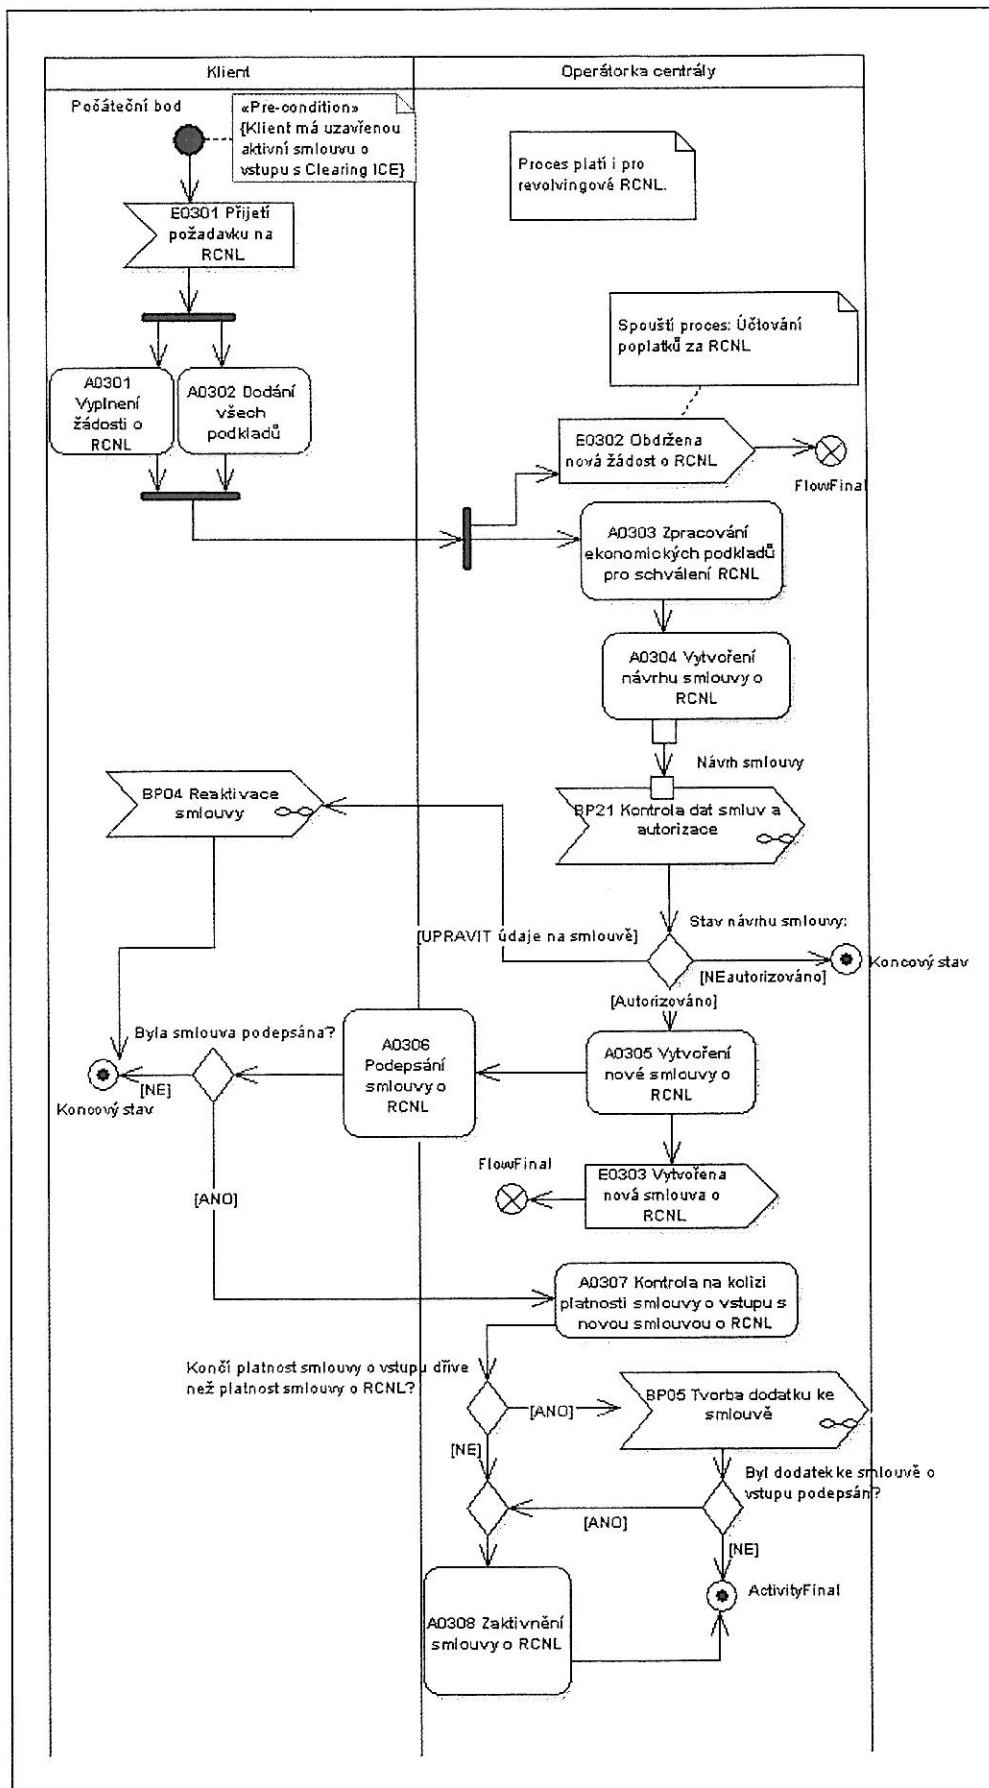 Klient
Operátorka centrály
Počáteční bod
«Pre-condition»
{Klient má uzavřenou
aktivní smlouvu o
vstupu s Clearing ICE}
Proces platí i pro
revolvingové RCNL.
E0301 Přijetí
požadavku na
RCNL
Spouští proces: Účtování
poplatků za RCNL
A0301
Vyplnení
žádosti o
RCNL
A0302 Dodání
všech
podkladů
E0302 Obdržena
nová žádost o RCNL
FlowFinal
A0303 Zpracování
ekonomických podkladů
pro schválení RCNL
A0304 Vytvoření
návrhu smlouvy o
RCNL
Návrh smlouvy
BP04 Reaktivace
smlouvy
BP21 Kontrola dat smluv a
autorizace
Stav návrhu smlouvy:
[UPRAVIT údaje na smlouvě]
[NEautorizováno]
Koncový stav
[Autorizováno]
Byla smlouva podepsána?
A0306
Podepsání
smlouvy o
RCNL
A0305 Vytvoření
nové smlouvy o
RCNL
[NE]
Koncový stav
FlowFinal
E0303 Vytvořena
nová smlouva o
RCNL
[ANO]
A0307 Kontrola na kolizi
platnosti smlouvy o vstupu s
novou smlouvou o RCNL
Končí platnost smlouvy o vstupu dříve
než platnost smlouvy o RCNL?
BP05 Tvorba dodatku ke
smlouvě
[ANO]
[NE]
Byl dodatek ke smlouvě o
vstupu podepsán?
[ANO]
[NE]
ActivityFinal
A0308 Zaktivnění
smlouvy o RCNL